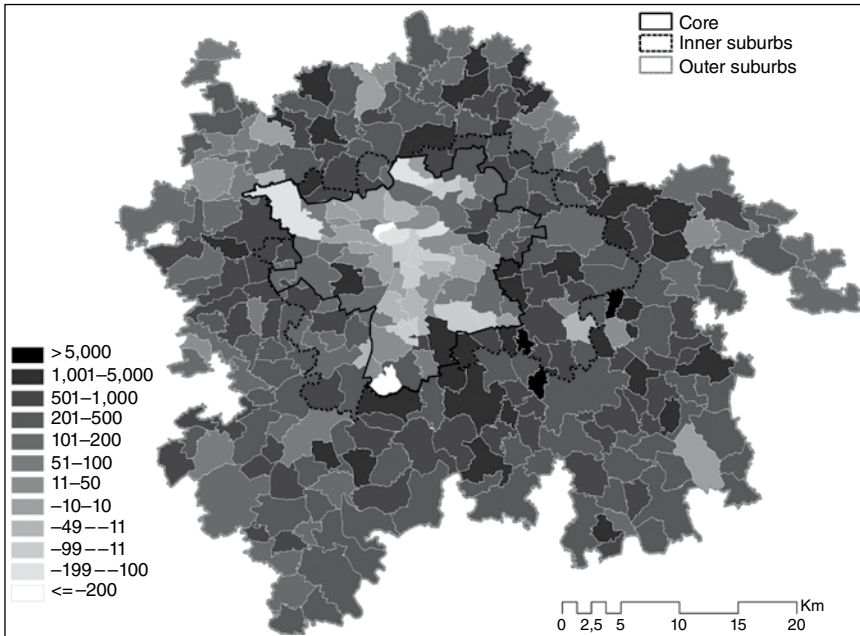 Core
Inner suburbs
Outer suburbs
> 5,000
1,001–5,000
501–1,000
201–500
101–200
51–100
11–50
–10–10
–49––11
–99––11
–199––100
<= –200
Km
0 2,5 5 10 15 20